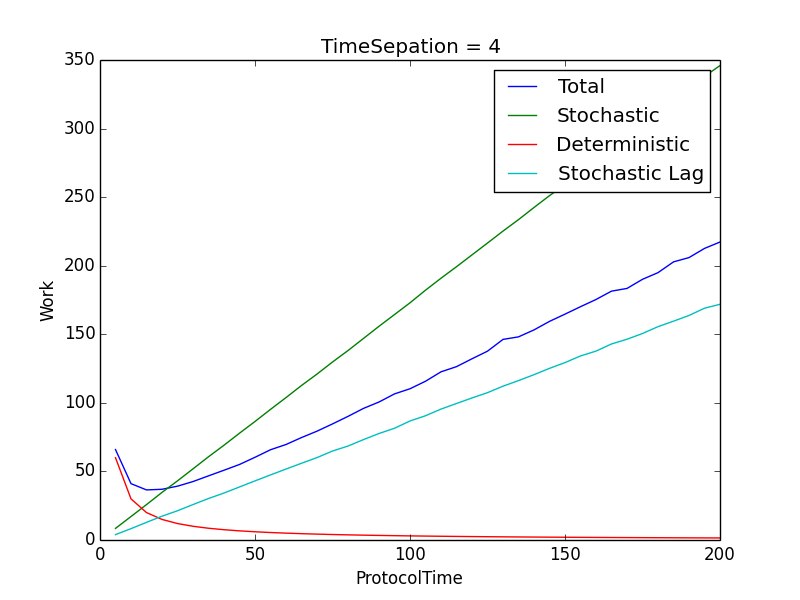 TimeSepation = 4
350
300
250
200
150
100
50
0
Work
Total
Stochastic
Deterministic
Stochastic Lag
0
50
100
150
200
ProtocolTime